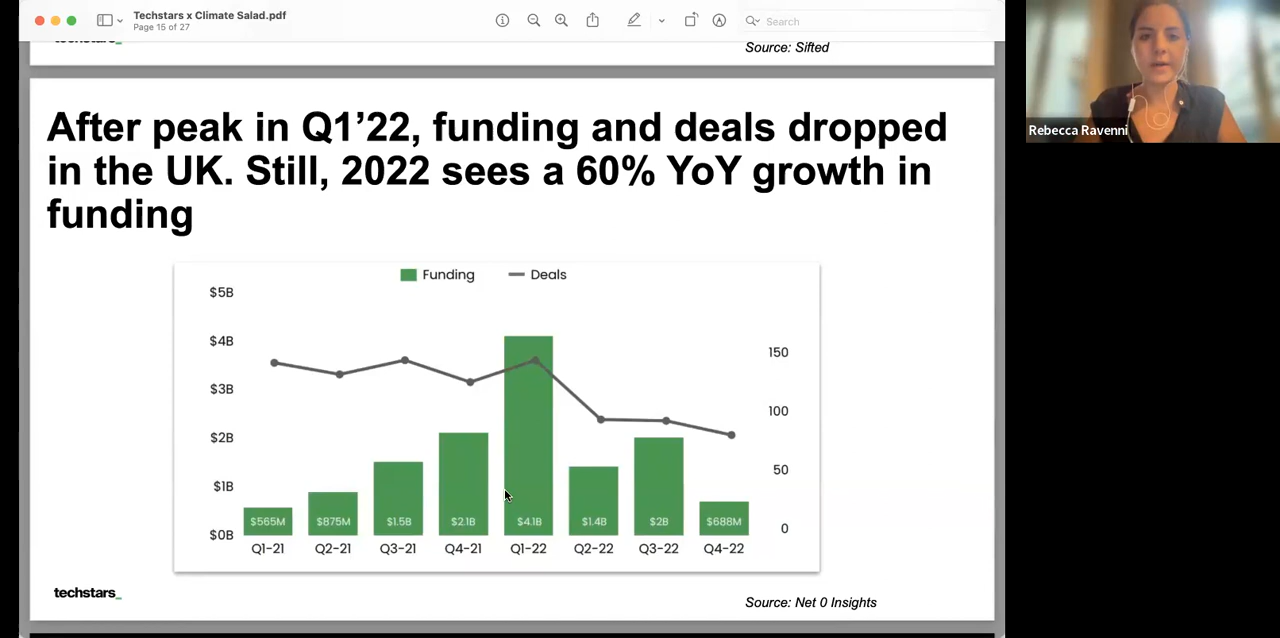 Techstars x Climate Salad.pdf
Page 15 of 27
Search
techstars_
Source: Sifted
Rebecca Ravenni
After peak in Q1’22, funding and deals dropped
in the UK. Still, 2022 sees a 60% YoY growth in
funding
Funding
Deals
$5B
$4B
$3B
$2B
$1B
$0B
150
100
50
0
$565M
$875M
$1.5B
$2.1B
$4.1B
$1.4B
$2B
$688M
Q1-21
Q2-21
Q3-21
Q4-21
Q1-22
Q2-22
Q3-22
Q4-22
techstars_
Source: Net 0 Insights